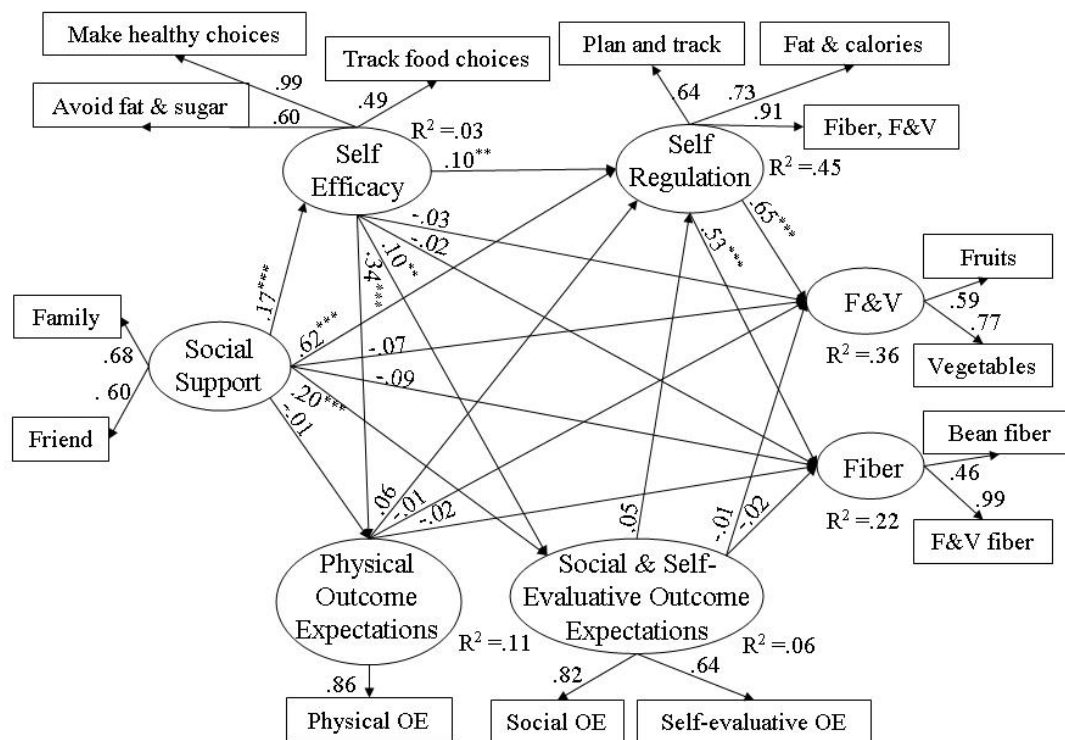 Make healthy choices
Track food choices
Plan and track
Fat & calories
.99
.49
.64
.73
Avoid fat & sugar
.60
.91
Fiber, F&V
R² =.03
Self
Efficacy
.10**
Self
Regulation
R² =.45
-.03
-.02
.65***
.34***
.10**
.53***
.17***
Fruits
Family
.68
.59
F&V
.77
Social
Support
.62***
-.07
R² =.36
Vegetables
. 60
-.09
.20***
Friend
-.01
Bean fiber
Fiber
.46
.99
.06
-.01
-.02
.05
-.01
-.02
R² =.22
F&V fiber
Physical
Outcome
Expectations
Social & Self-
Evaluative Outcome
Expectations
R² =.11
R² =.06
.86
.82
.64
Physical OE
Social OE
Self-evaluative OE